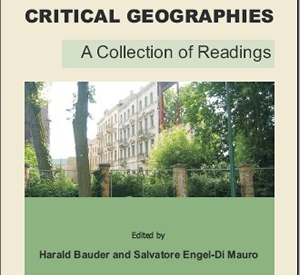 CRITICAL GEOGRAPHIES
A Collection of Readings
Edited by
Harald Bauder and Salvatore Engel-Di Mauro